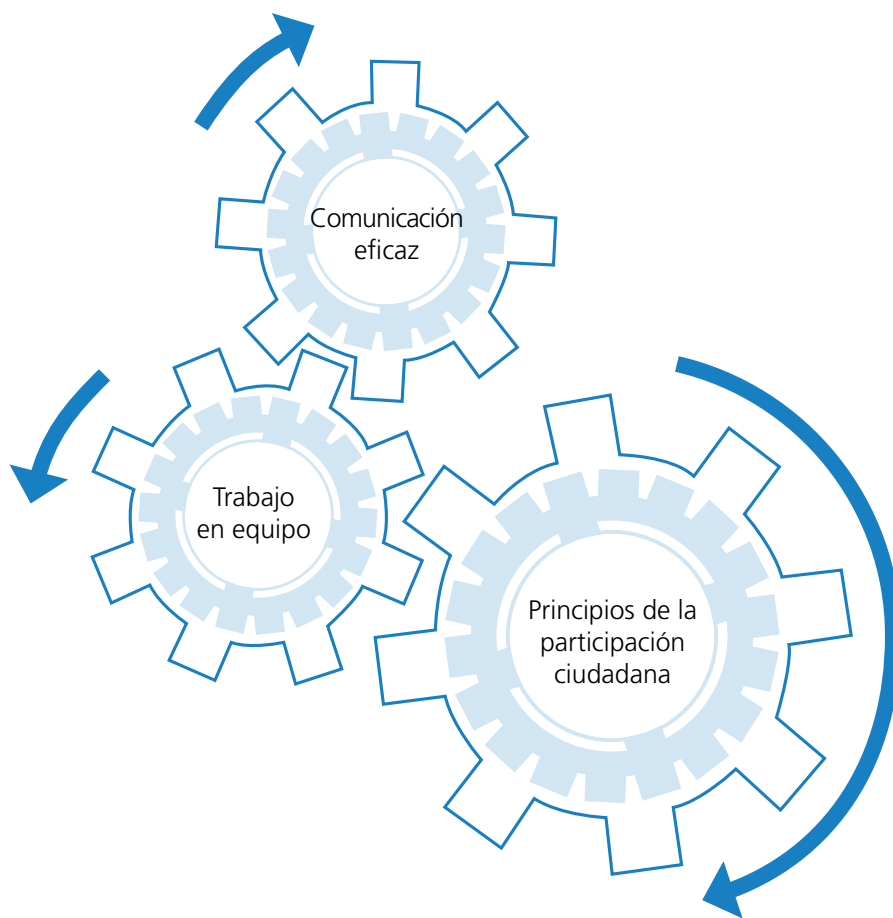 Comunicación
eficaz
Trabajo
en equipo
Principios de la
participación
ciudadana